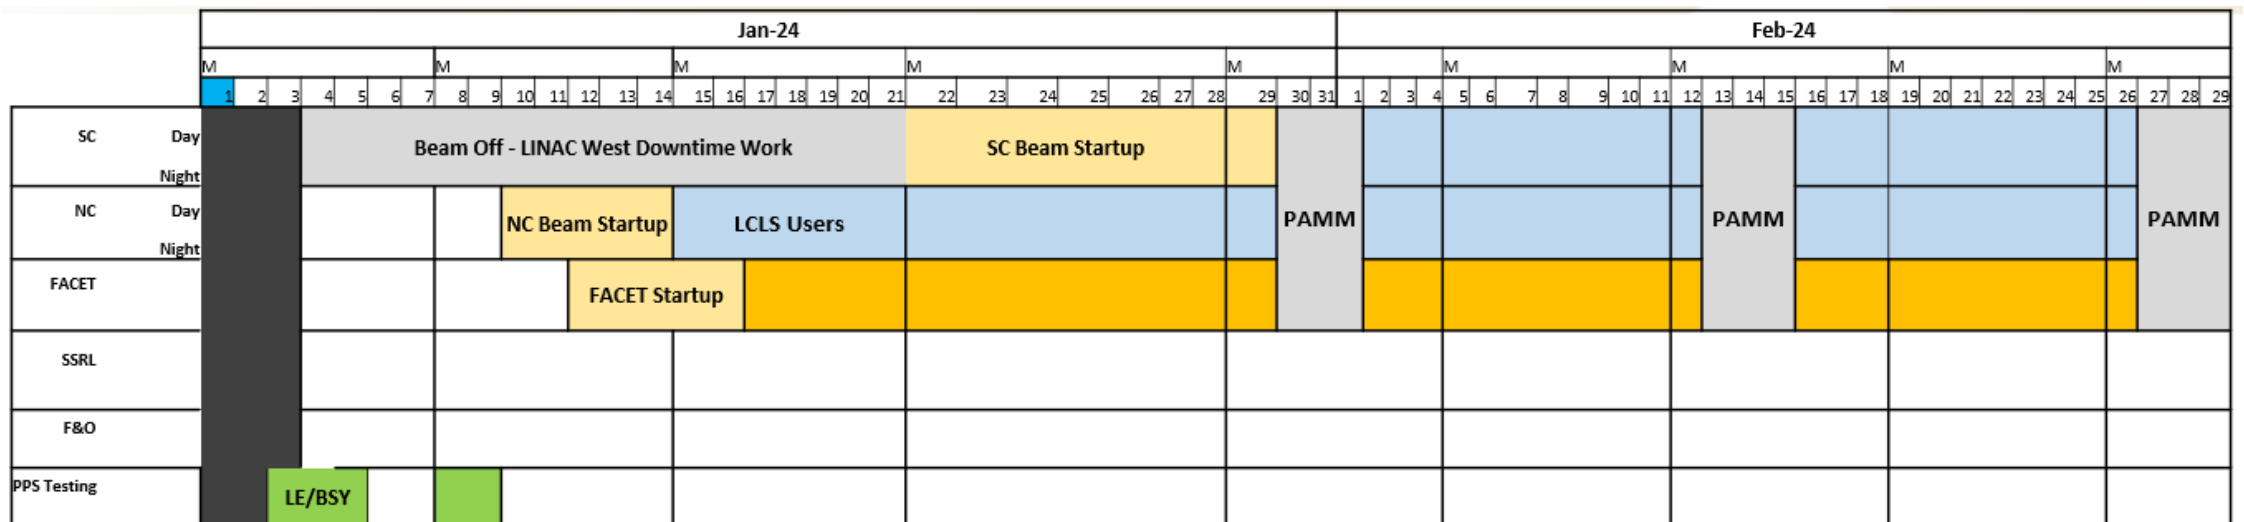 Jan-24 Feb-24
M M M M M M M M M
1 2 3 4 5 6 7 8 9 10 11 12 13 14 15 16 17 18 19 20 21 22 23 24 25 26 27 28 29 30 31 1 2 3 4 5 6 7 8 9 10 11 12 13 14 15 16 17 18 19 20 21 22 23 24 25 26 27 28 29
SC Day
Beam Off - LINAC West Downtime Work SC Beam Startup
Night
NC Day
NC Beam Startup LCLS Users PAMM PAMM PAMM
Night
FACET
FACET Startup
SSRL
F&O
PPS Testing
LE/BSY